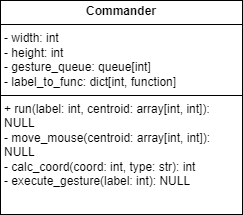 Commander
- width: int
- height: int
- gesture_queue: queue[int]
- label_to_func: dict[int, function]
+ run(label: int, centroid: array[int, int]):
NULL
- move_mouse(centroid: array[int, int]):
NULL
- calc_coord(coord: int, type: str): int
- execute_gesture(label: int): NULL